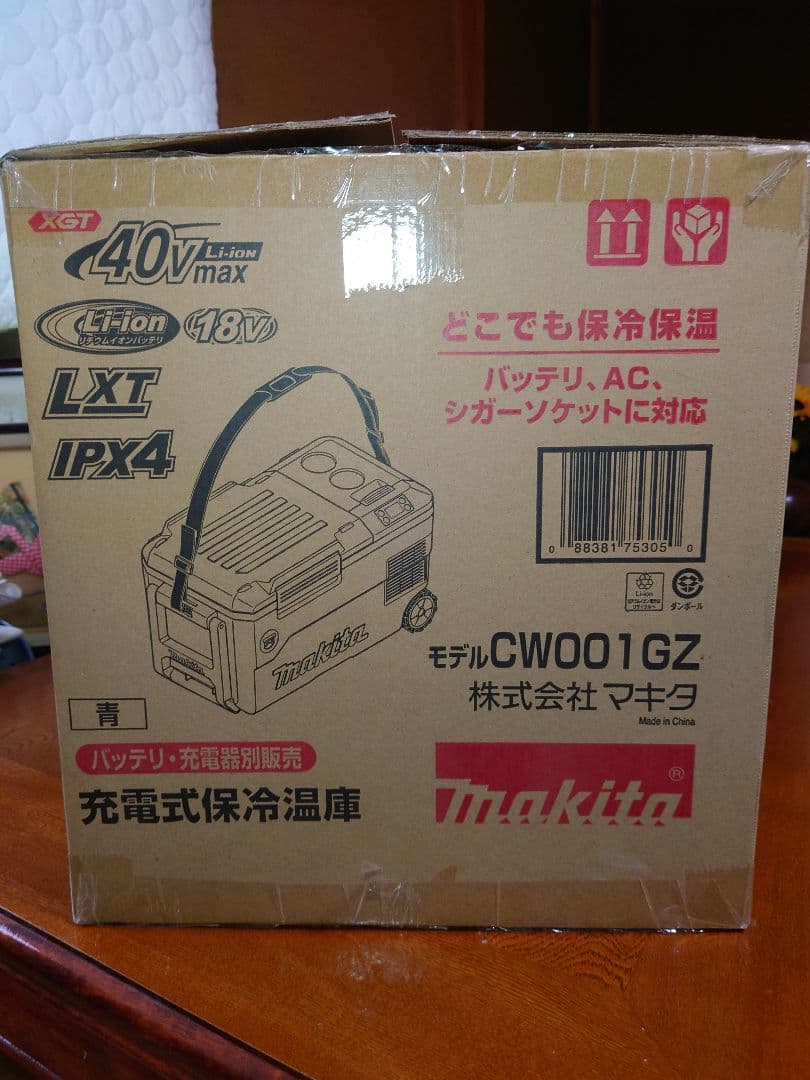 XGT
40Vmax Li-ion
Li-ion 18V
リチウムイオンバッテリ
LXT
IPX4
どこでも保冷保温
バッテリ、AC、
シガーソケットに対応
0 88381 75305 0
Li-ion
ダンボール
makita
makita
モデルCW001GZ
株式会社 マキタ
Made in China
青
バッテリ・充電器別販売
充電式保冷温庫
makita®